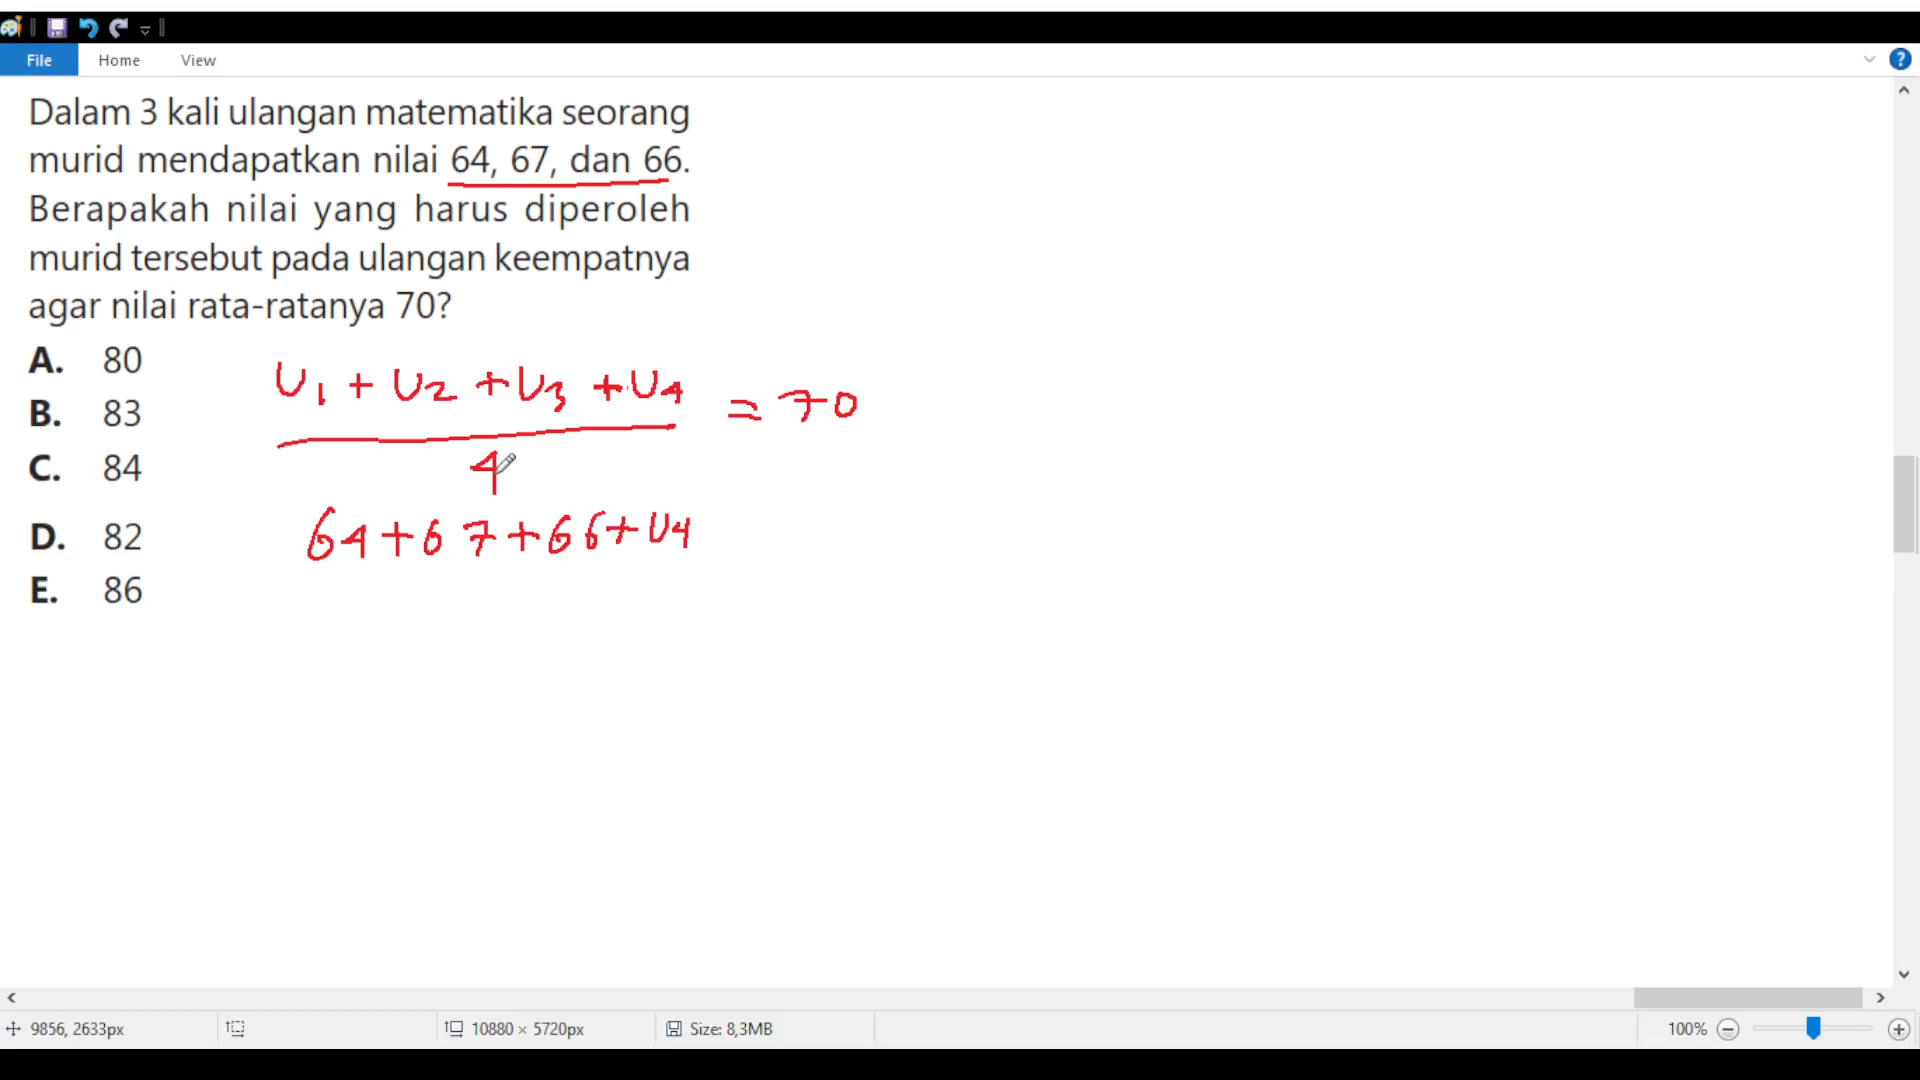 File Home View
Dalam 3 kali ulangan matematika seorang
murid mendapatkan nilai 64, 67, dan 66.
Berapakah nilai yang harus diperoleh
murid tersebut pada ulangan keempatnya
agar nilai rata-ratanya 70?
A. 80
B. 83
C. 84
D. 82
E. 86
U1 + U2 + U3 + U4 = 70
4
64+67+66+U4
9856, 2633px 10880 × 5720px Size: 8,3MB 100%